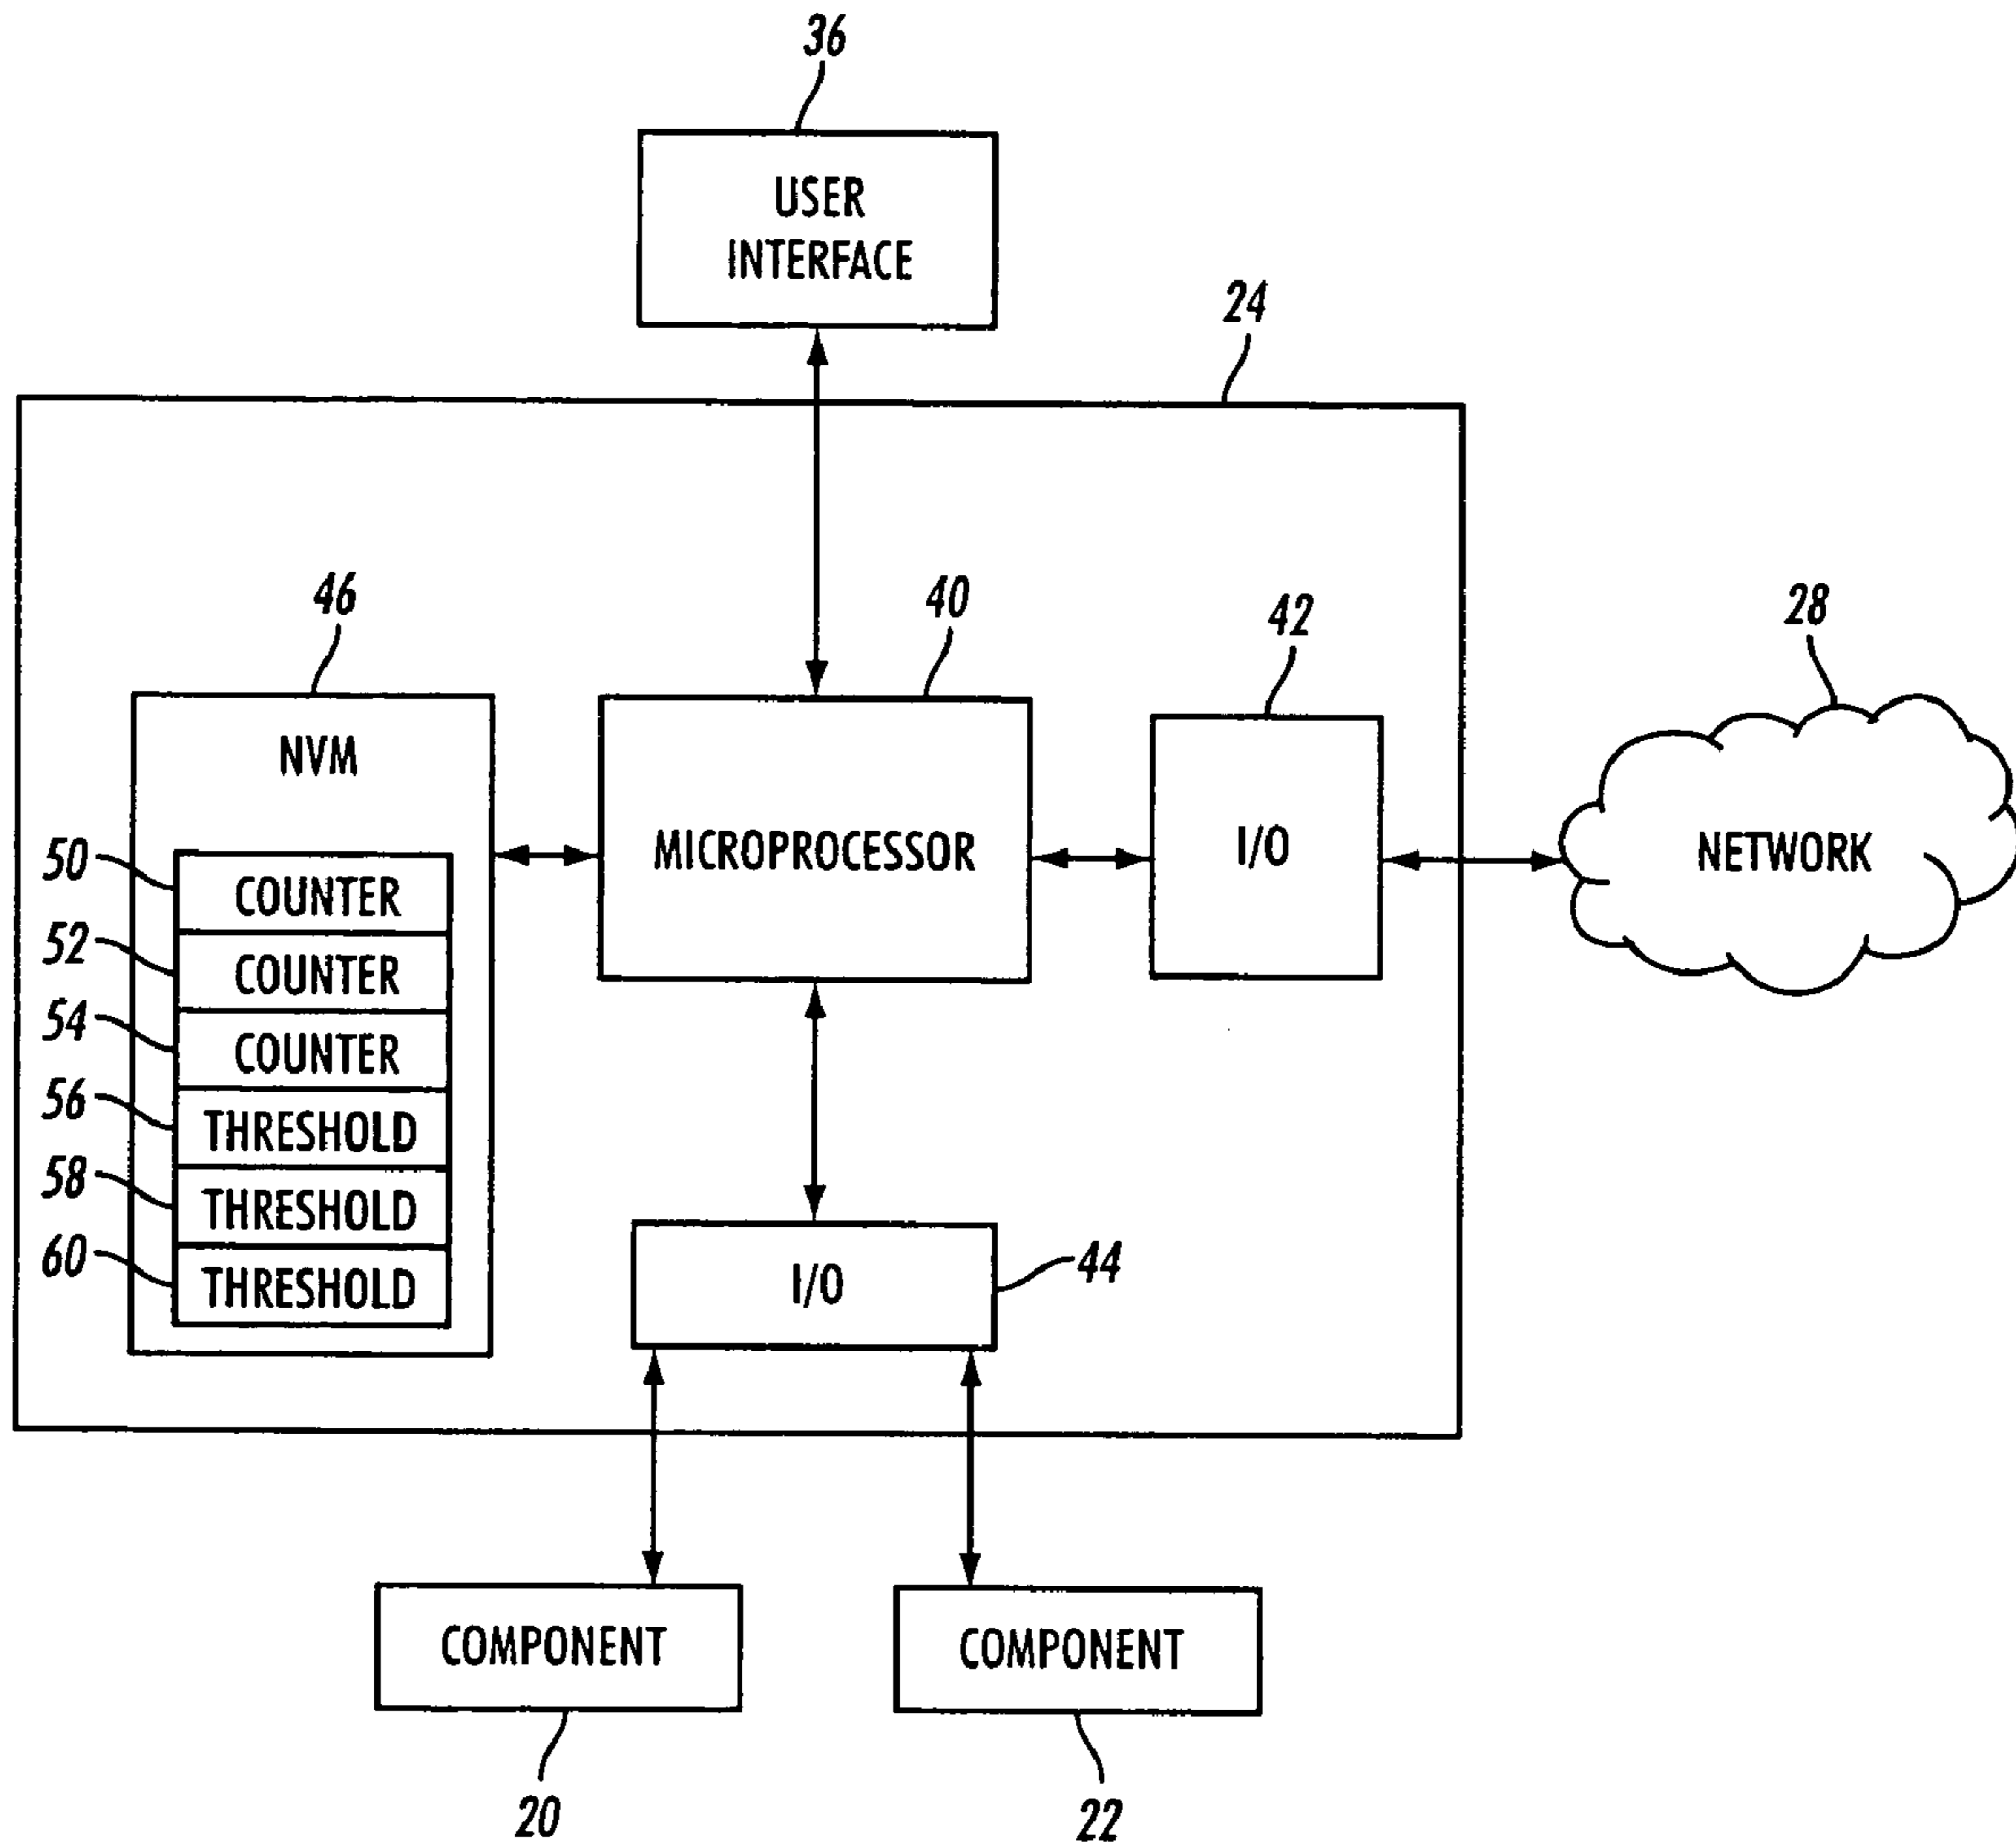 36
USER
INTERFACE
24
46
40
42
28
NVM
MICROPROCESSOR
I/O
NETWORK
50
COUNTER
52
COUNTER
54
COUNTER
56
THRESHOLD
58
THRESHOLD
60
THRESHOLD
I/O
44
COMPONENT
COMPONENT
20
22